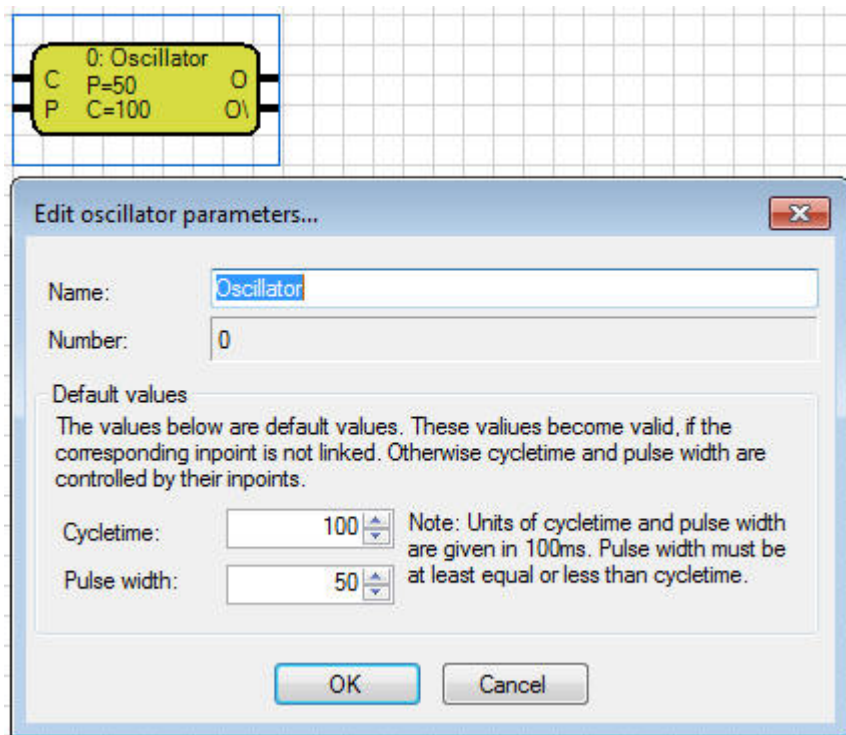 0: Oscillator
C P=50 O
P C=100 O\
Edit oscillator parameters...
Name: Oscillator
Number: 0
Default values
The values below are default values. These valiues become valid, if the
corresponding inpoint is not linked. Otherwise cycletime and pulse width are
controlled by their inpoints.
Cycletime: 100
Note: Units of cycletime and pulse width
are given in 100ms. Pulse width must be
at least equal or less than cycletime.
Pulse width: 50
OK Cancel